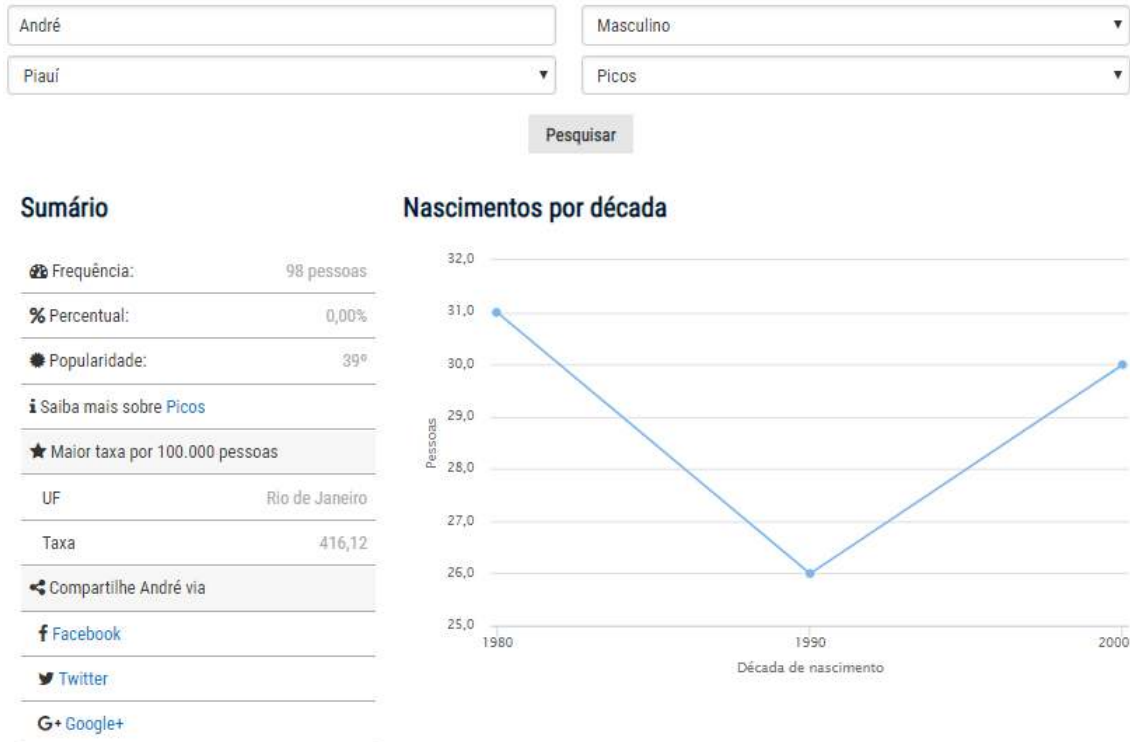 André
Masculino
Piauí
Picos
Pesquisar
Sumário
Frequência: 98 pessoas
Percentual: 0,00%
Popularidade: 39º
Saiba mais sobre Picos
Maior taxa por 100.000 pessoas
UF Rio de Janeiro
Taxa 416,12
Compartilhe André via
Facebook
Twitter
G+ Google+
Nascimentos por década
32,0
31,0
30,0
29,0
28,0
27,0
26,0
25,0
Pessoas
1980 1990 2000
Década de nascimento